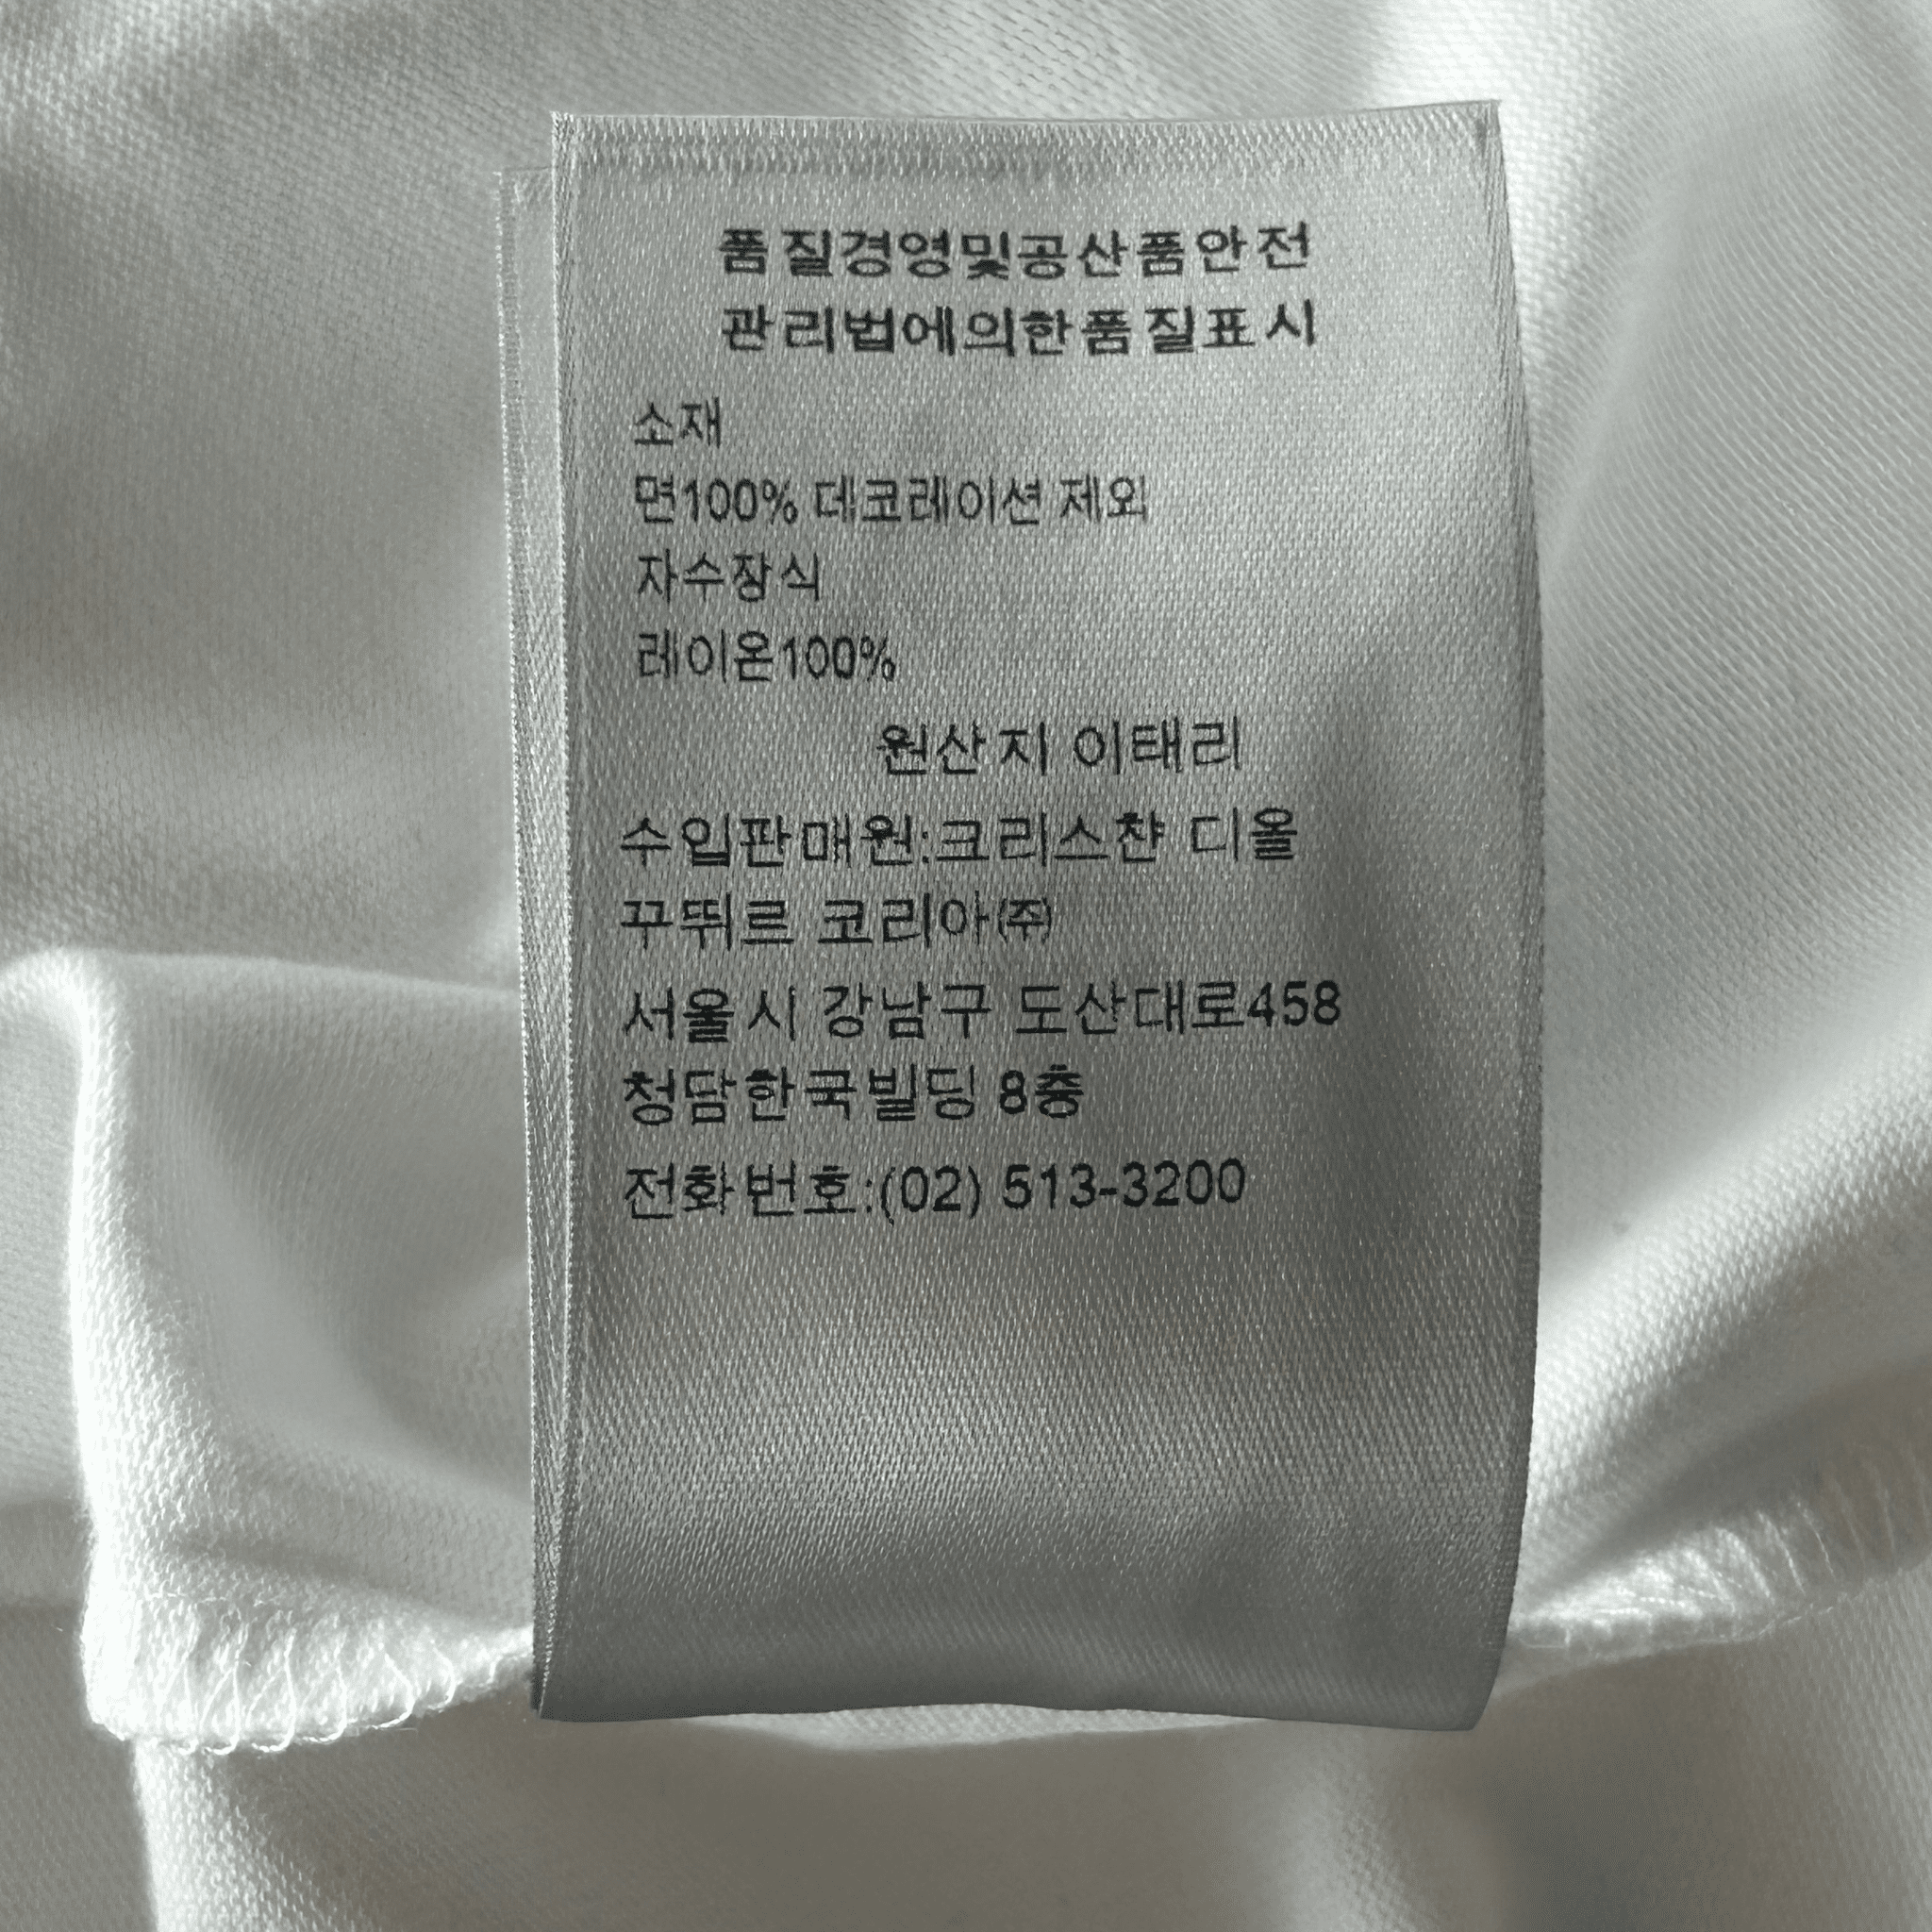 품질경영및공산품안전
관리법에의한품질표시
소재
면100% 데코레이션 제외
자수장식
레이온100%
원산지 이태리
수입판매원:크리스챤 디올
꾸뛰르 코리아㈜
서울시 강남구 도산대로458
청담한국빌딩 8층
전화번호:(02) 513-3200